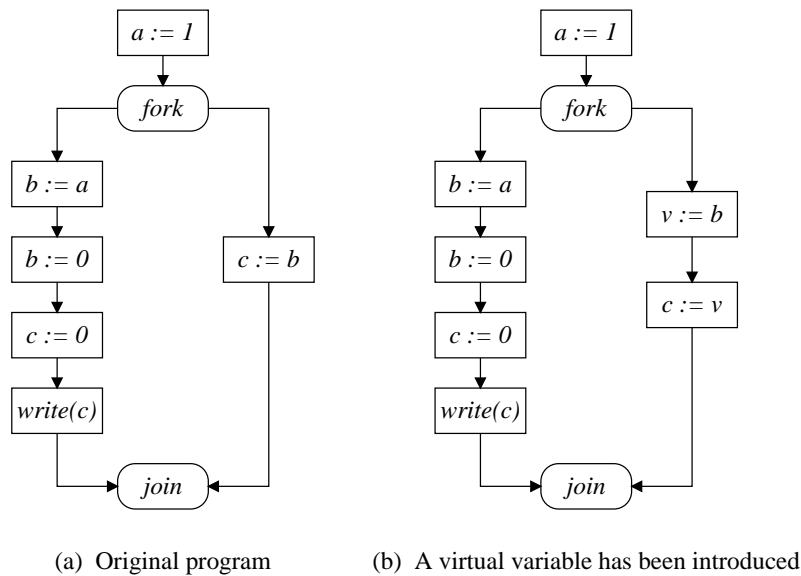 a := 1
fork
b := a
b := 0
c := 0
write(c)
c := b
join
(a) Original program
a := 1
fork
b := a
b := 0
c := 0
write(c)
v := b
c := v
join
(b) A virtual variable has been introduced